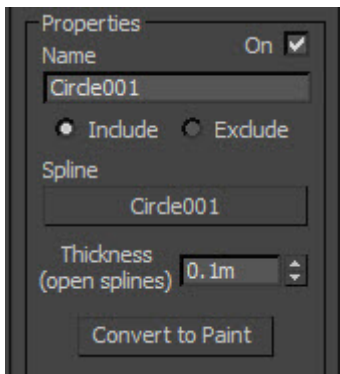 Properties
On
Name
Circle001
Include Exclude
Spline
Circle001
Thickness
(open splines) 0.1m
Convert to Paint